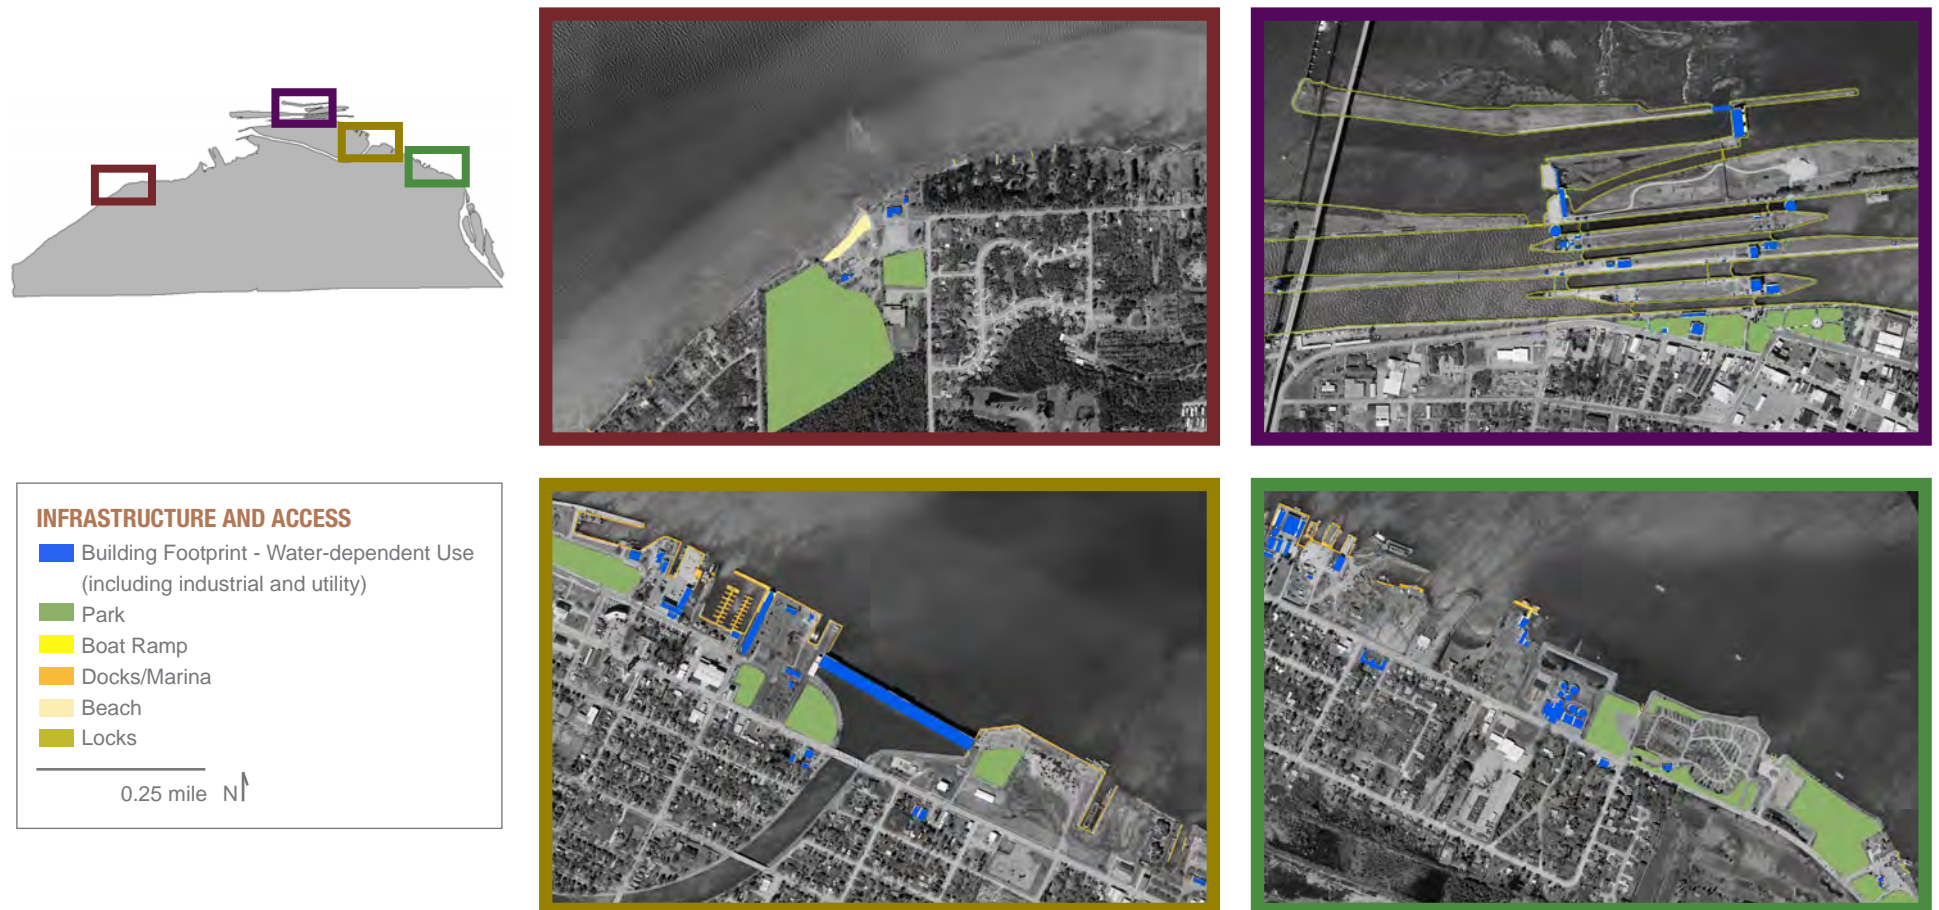 INFRASTRUCTURE AND ACCESS
Building Footprint - Water-dependent Use
(including industrial and utility)
Park
Boat Ramp
Docks/Marina
Beach
Locks
0.25 mile N